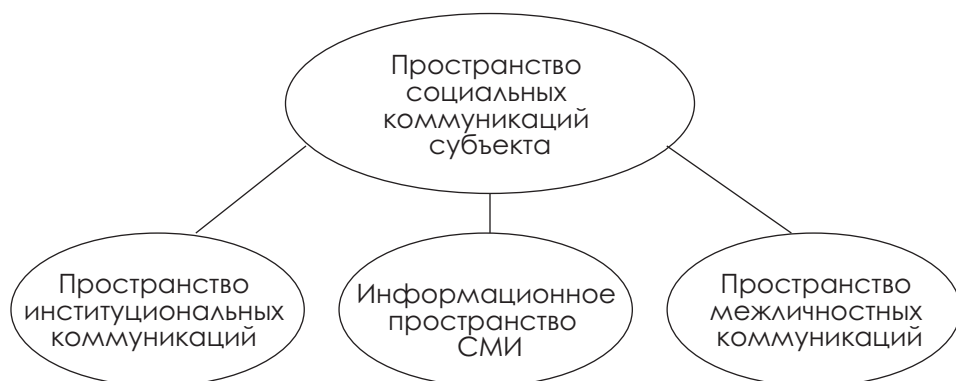 Пространство
социальных
коммуникаций
субъекта
Пространство
институциональных
коммуникаций
Информационное
пространство
СМИ
Пространство
межличностных
коммуникаций